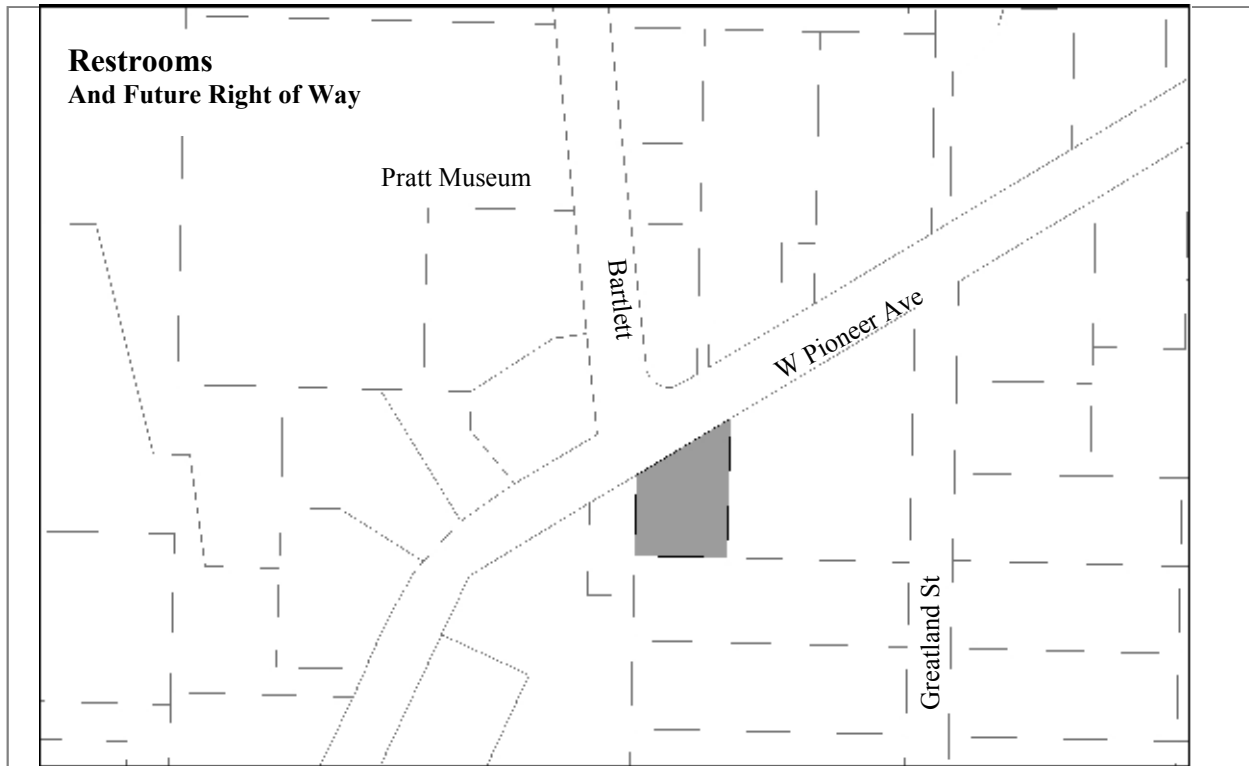 Restrooms
And Future Right of Way
Pratt Museum
Bartlett
W Pioneer Ave
Greatland St